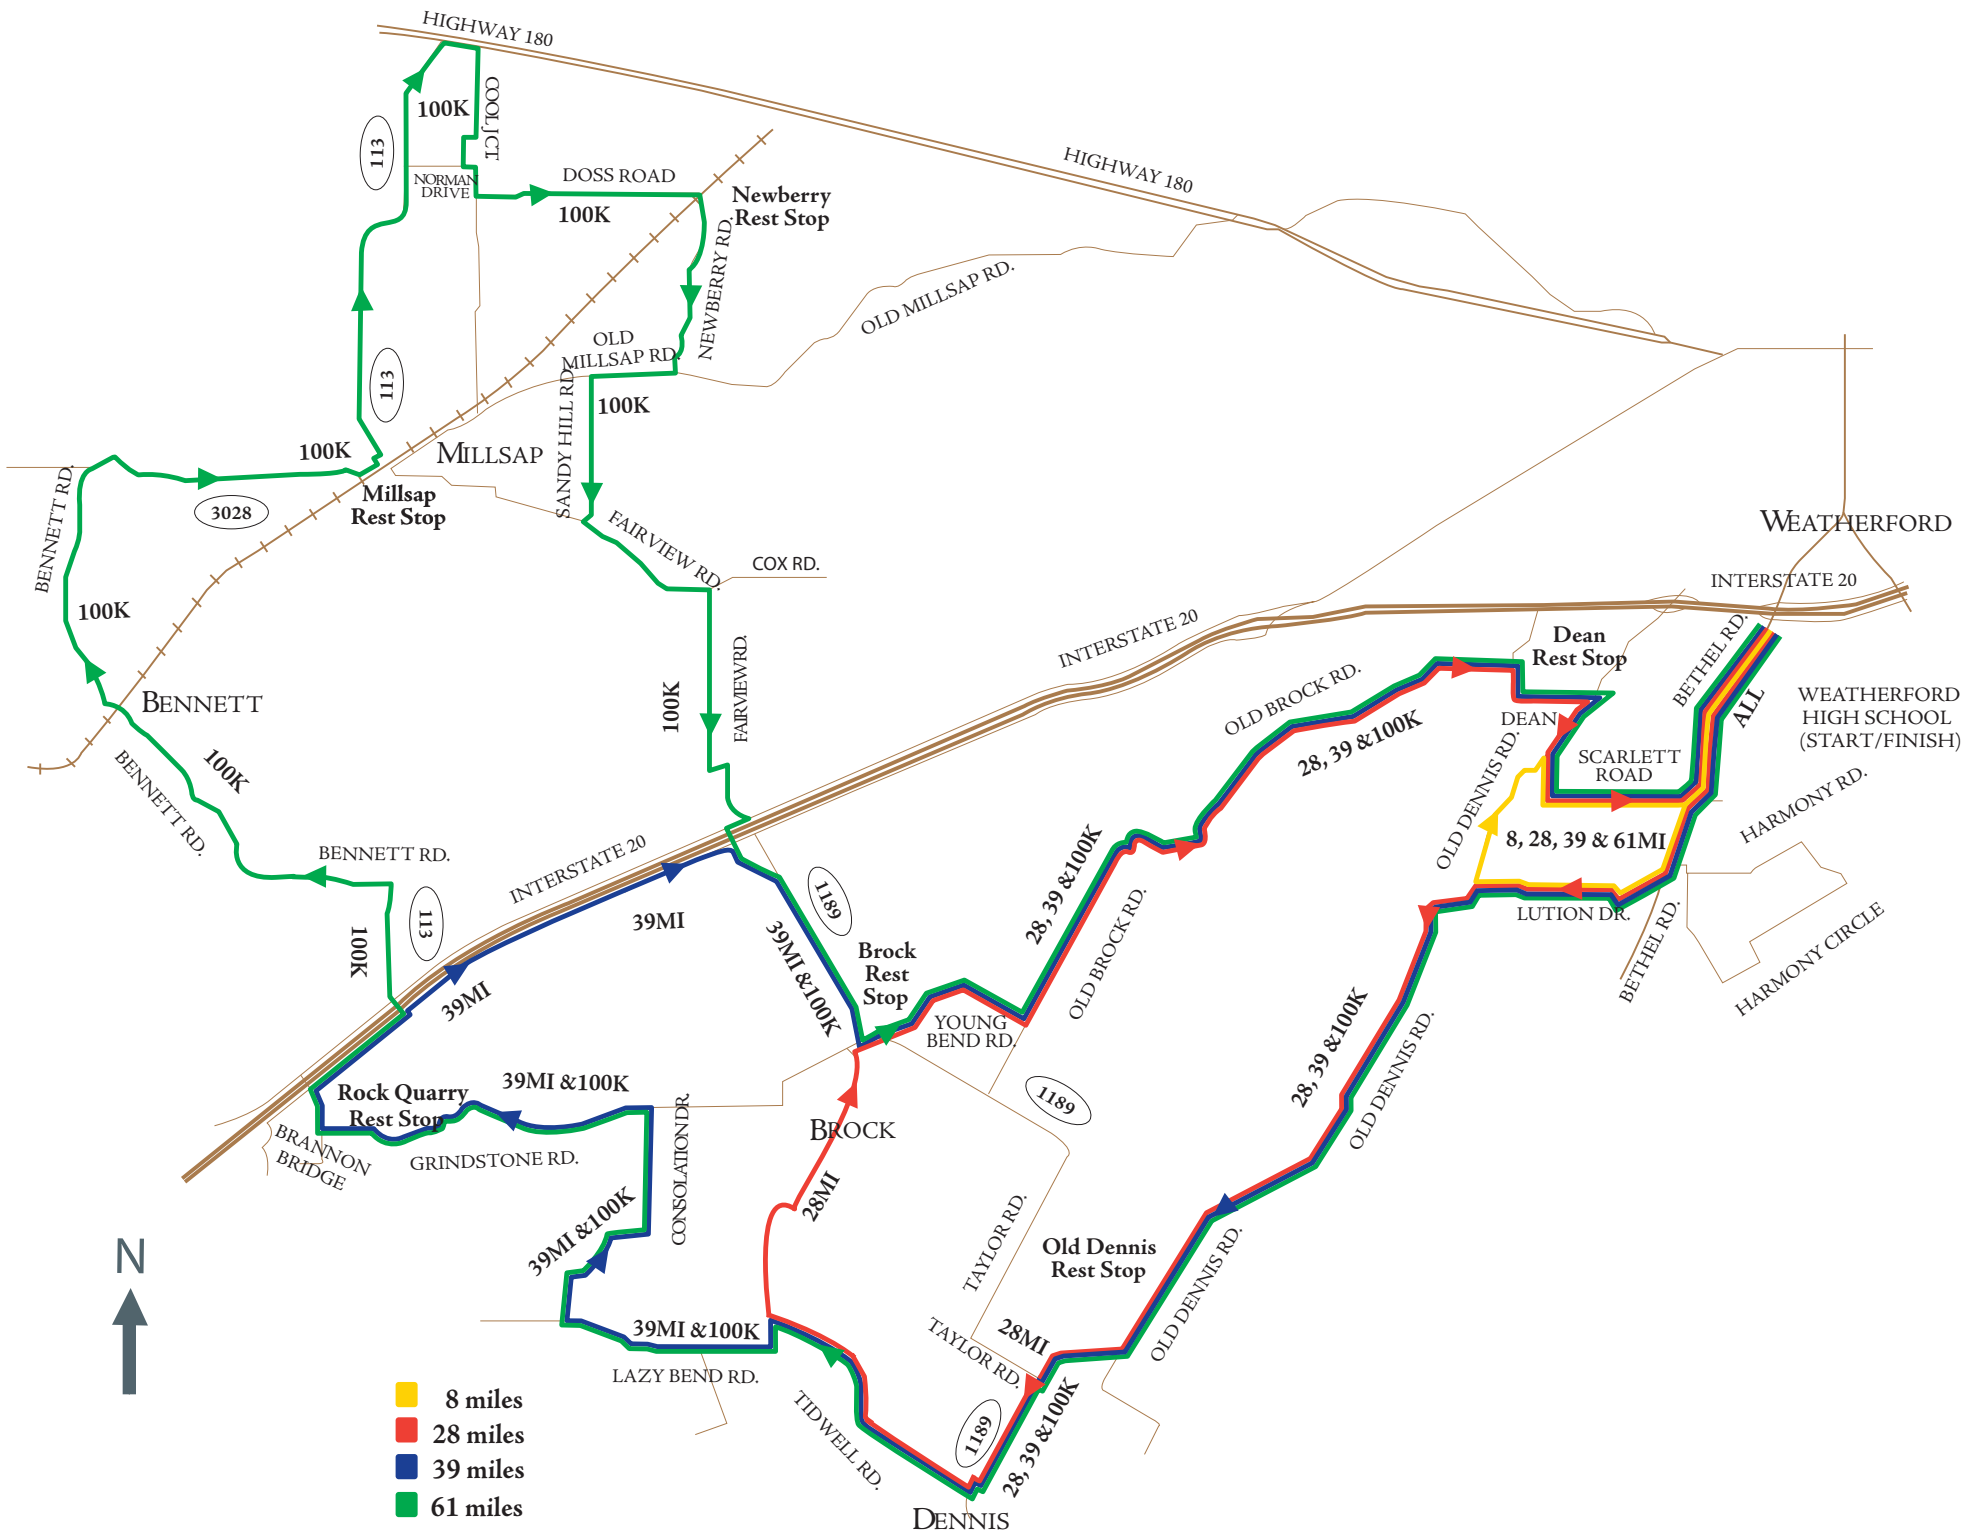 HIGHWAY 180
100K
COOL JCT.
113
NORMAN
DRIVE
DOSS ROAD
100K
Newberry
Rest Stop
HIGHWAY 180
NEWBERRY RD.
OLD MILLSAP RD.
OLD
MILLSAP RD.
113
100K
SANDY HILL RD.
100K
MILLSAP
Millsap
Rest Stop
3028
BENNETT RD.
100K
FAIRVIEW RD.
COX RD.
WEATHERFORD
INTERSTATE 20
INTERSTATE 20
BENNETT
100K
BENNETT RD.
100K
FAIRVIEWRD.
Dean
Rest Stop
BETHEL RD.
ALL
WEATHERFORD
HIGH SCHOOL
(START/FINISH)
OLD BROCK RD.
28, 39 &100K
DEAN
OLD DENNIS RD.
SCARLETT
ROAD
HARMONY RD.
8, 28, 39 & 61MI
LUTION DR.
BETHEL RD.
HARMONY CIRCLE
BENNETT RD.
INTERSTATE 20
113
100K
39MI
39MI
1189
39MI &100K
Brock
Rest
Stop
28, 39 &100K
OLD BROCK RD.
YOUNG
BEND RD.
28, 39 &100K
OLD DENNIS RD.
Rock Quarry
Rest Stop
39MI &100K
CONSOLATION DR.
BRANNON
BRIDGE
GRINDSTONE RD.
BROCK
1189
28MI
39MI &100K
TAYLOR RD.
Old Dennis
Rest Stop
OLD DENNIS RD.
N
39MI &100K
LAZY BEND RD.
TAYLOR RD.
28MI
TIDWELL RD.
1189
28, 39 &100K
DENNIS
8 miles
28 miles
39 miles
61 miles